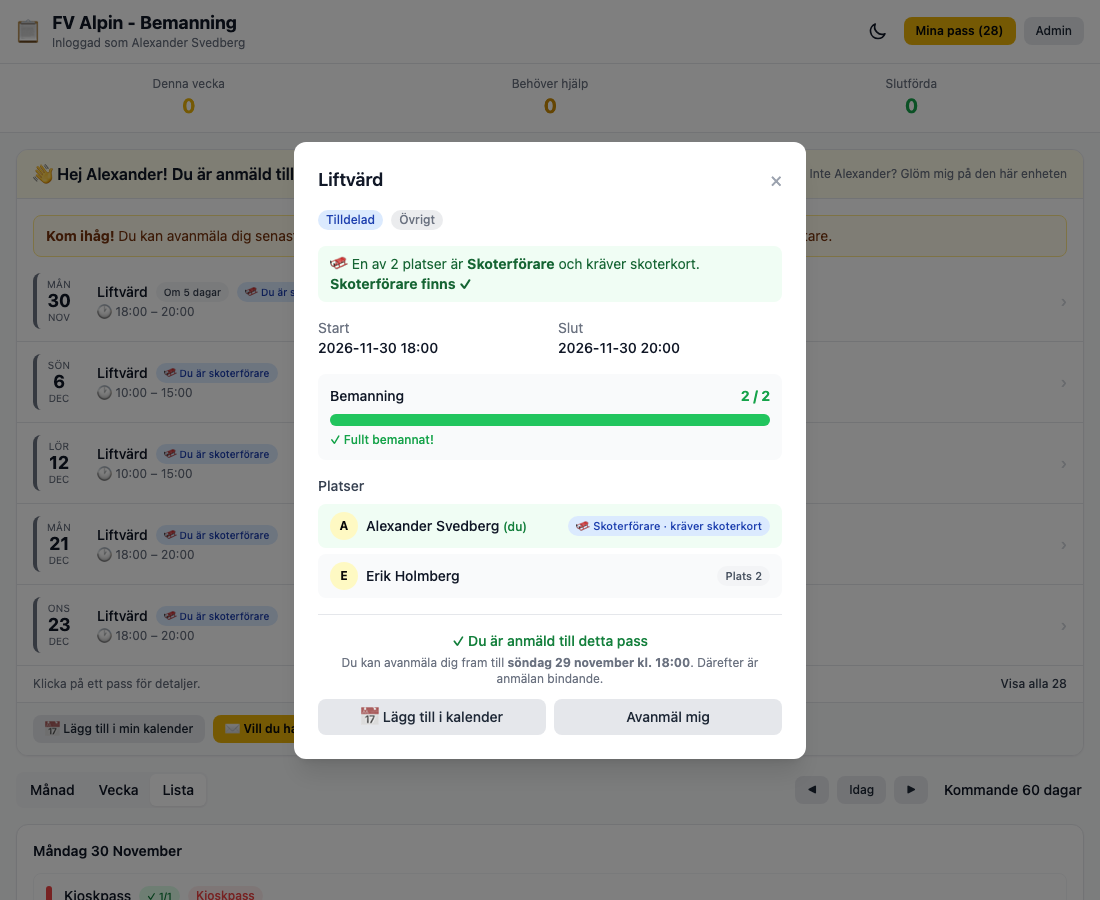 FV Alpin - Bemanning
Inloggad som Alexander Svedberg
Mina pass (28)
Admin
Denna vecka
0
Behöver hjälp
0
Slutförda
0
Hej Alexander! Du är anmäld till
Inte Alexander? Glöm mig på den här enheten
Kom ihåg! Du kan avanmäla dig senast
MÅN
30
NOV
Liftvärd Om 5 dagar
18:00 – 20:00
SÖN
6
DEC
Liftvärd Du är skoterförare
10:00 – 15:00
LÖR
12
DEC
Liftvärd Du är skoterförare
10:00 – 15:00
MÅN
21
DEC
Liftvärd Du är skoterförare
18:00 – 20:00
ONS
23
DEC
Liftvärd Du är skoterförare
18:00 – 20:00
Klicka på ett pass för detaljer.
Visa alla 28
Lägg till i min kalender
Vill du
Liftvärd
×
Tilldelad Övrigt
En av 2 platser är Skoterförare och kräver skoterkort.
Skoterförare finns ✓
Start
2026-11-30 18:00
Slut
2026-11-30 20:00
Bemanning 2 / 2
✓ Fullt bemannat!
Platser
A Alexander Svedberg (du) Skoterförare · kräver skoterkort
E Erik Holmberg Plats 2
✓ Du är anmäld till detta pass
Du kan avanmäla dig fram till söndag 29 november kl. 18:00. Därefter är
anmälan bindande.
Lägg till i kalender
Avanmäl mig
Månad Vecka Lista
◀ Idag ▶ Kommande 60 dagar
Måndag 30 November
Kioskpass ✓ 1/1 Kioskpass